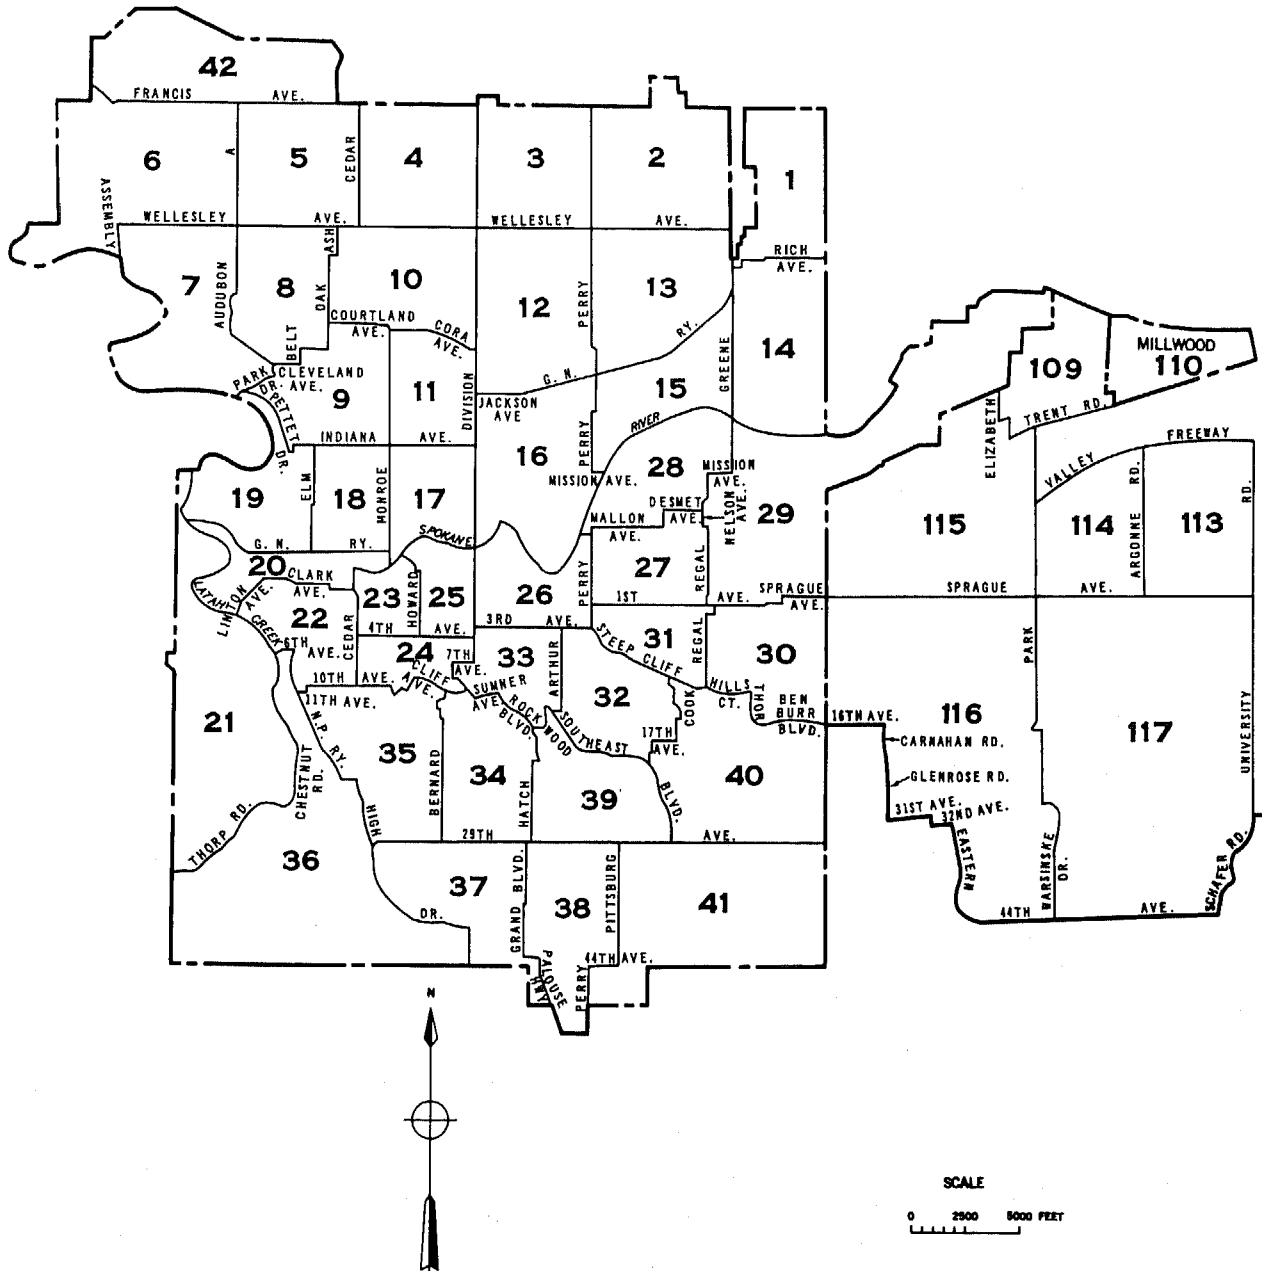 42
FRANCIS AVE.
6
A
5
CEDAR
4
3
2
1
ASSEMBLY
WELLESLEY AVE.
WELLESLEY AVE.
RICH
AVE.
7
AUDUBON
8
OAK
ASH
10
12
PERRY
13
14
COURTLAND
AVE.
CORA
AVE.
BELT
G. N. RY.
GREENE
MILLWOOD
110
109
PARK
DR.
CLEVELAND
AVE.
9
11
DIVISION
JACKSON
AVE
15
PETTET
DR.
INDIANA AVE.
PERRY
RIVER
ELIZABETH
TRENT RD.
FREEWAY
VALLEY
16
MISSION AVE.
28
MISSION
AVE.
19
ELM
18
MONROE
17
SPOKANE
DESMET
AVE.
NELSON
AVE.
29
MALLON
AVE.
115
114
ARGONNE RD.
113
RD.
G. N. RY.
20
CLARK
AVE.
LATAH
CREEK
LINTON
AVE.
22
23
HOWARD
25
26
PERRY
27
REGAL
1ST AVE.
SPRAGUE
AVE.
SPRAGUE AVE.
CEDAR
4TH AVE.
3RD AVE.
6TH
AVE.
24
7TH
AVE.
33
ARTHUR
STEEP CLIFF
31
REGAL
30
PARK
10TH AVE.
11TH AVE.
CLIFF
AVE.
SUMNER
AVE.
ROCKWOOD
BLVD.
32
COOK
HILLS
CT.
THOR
BEN
BURR
BLVD.
16TH AVE.
116
117
UNIVERSITY
21
N.P. RY.
35
BERNARD
34
HATCH
SOUTHEAST
BLVD.
17TH
AVE.
39
40
CARNAHAN RD.
GLENROSE RD.
31ST AVE.
32ND AVE.
CHESTNUT
RD.
THORP RD.
36
HIGH
DR.
29TH AVE.
EASTERN
WARSINSKE
DR.
SCHAFER RD.
37
GRAND BLVD.
38
PITTSBURG
41
44TH AVE.
44TH AVE.
PALOUSE
HWY
PERRY
N
SCALE
0 2500 5000 FEET